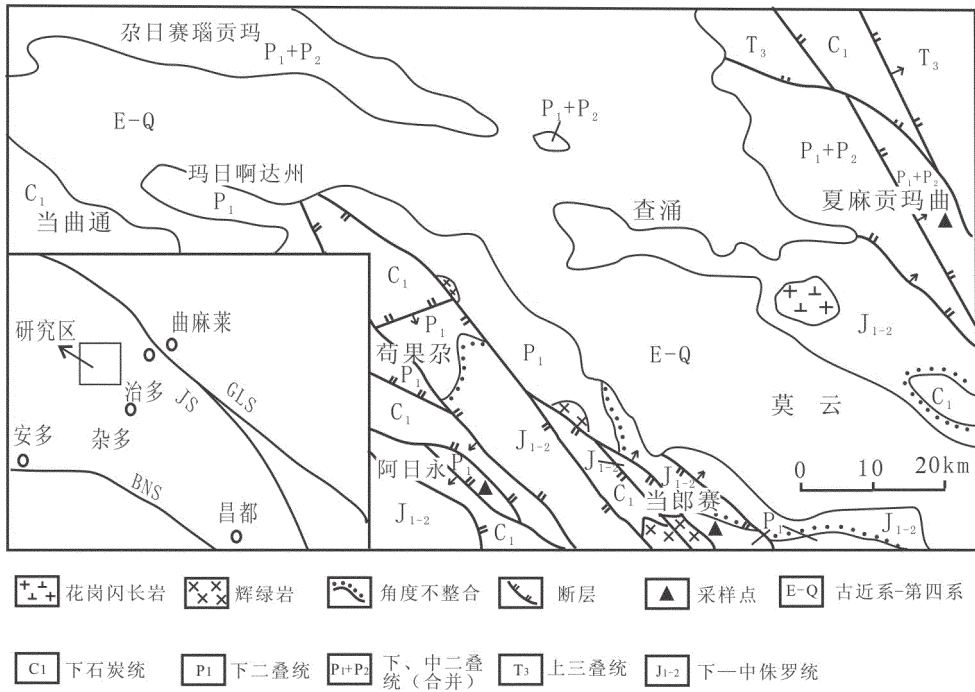 尕日赛瑙贡玛
P1+P2
T3
C1
T3
E-Q
P1+P2
P1+P2
P1+P2
玛日啊达州
C1
P1
夏麻贡玛曲
当曲通
查涌
C1
J1-2
P1
研究区
曲麻莱
荀果尕
P1
E-Q
P1
GLS
C1
治多
JS
莫云
C1
安多
杂多
J1-2
J1-2
J1-2
0 10 20km
阿日永
P1
C1
当郎赛
BNS
J1-2
C1
P1
J1-2
昌都
花岗闪长岩
辉绿岩
角度不整合
断层
采样点
E-Q 古近系-第四系
C1 下石炭统
P1 下二叠统
P1+P2 下、中二叠
统(合并)
T3 上三叠统
J1-2 下—中侏罗统